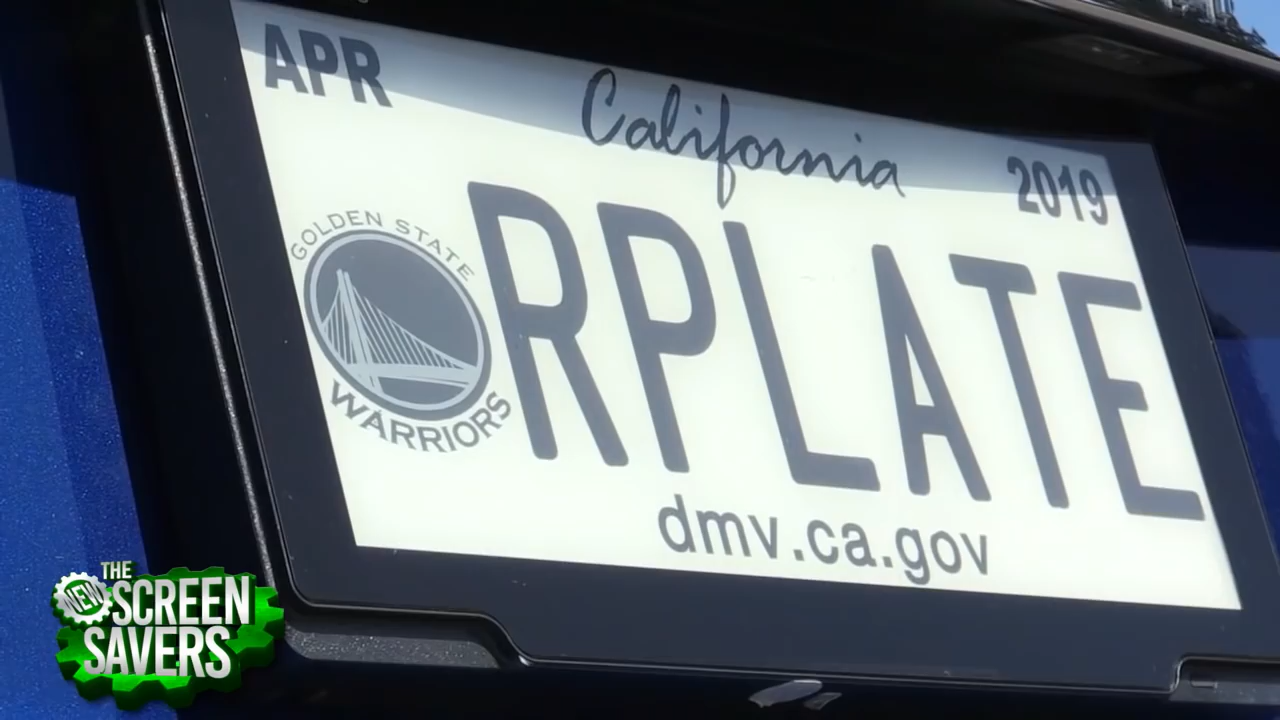 APR
California
2019
GOLDEN STATE
WARRIORS
RPLATE
dmv.ca.gov
THE
NEW
SCREEN
SAVERS